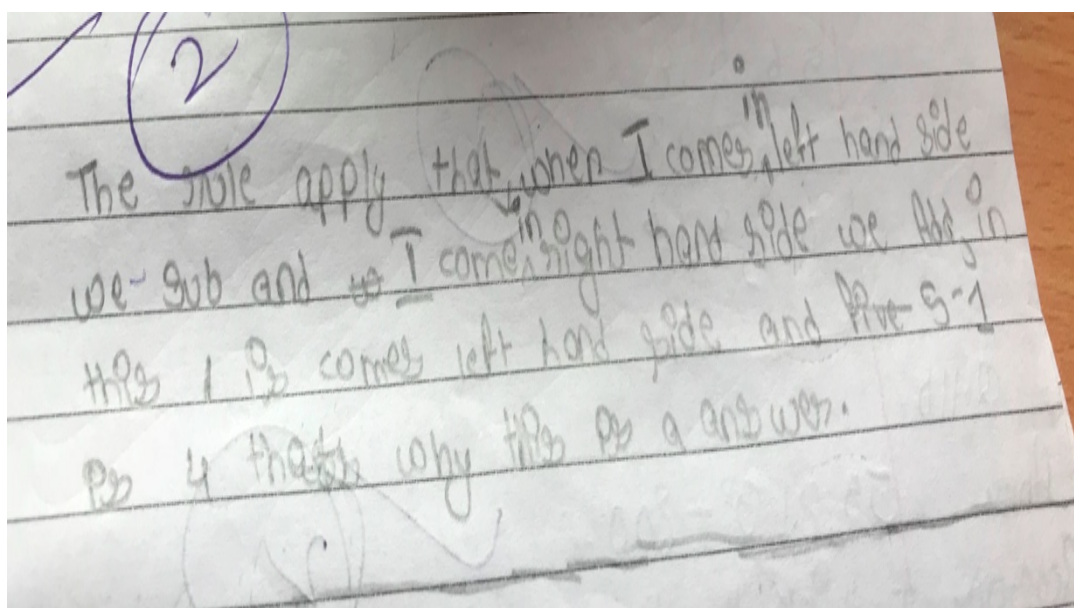 2
The rule apply that when I comes in left hand side
we sub and I come in right hand side we Add in
this 1 is comes left hand side and five 5-1
is 4 that's why this is a answer.